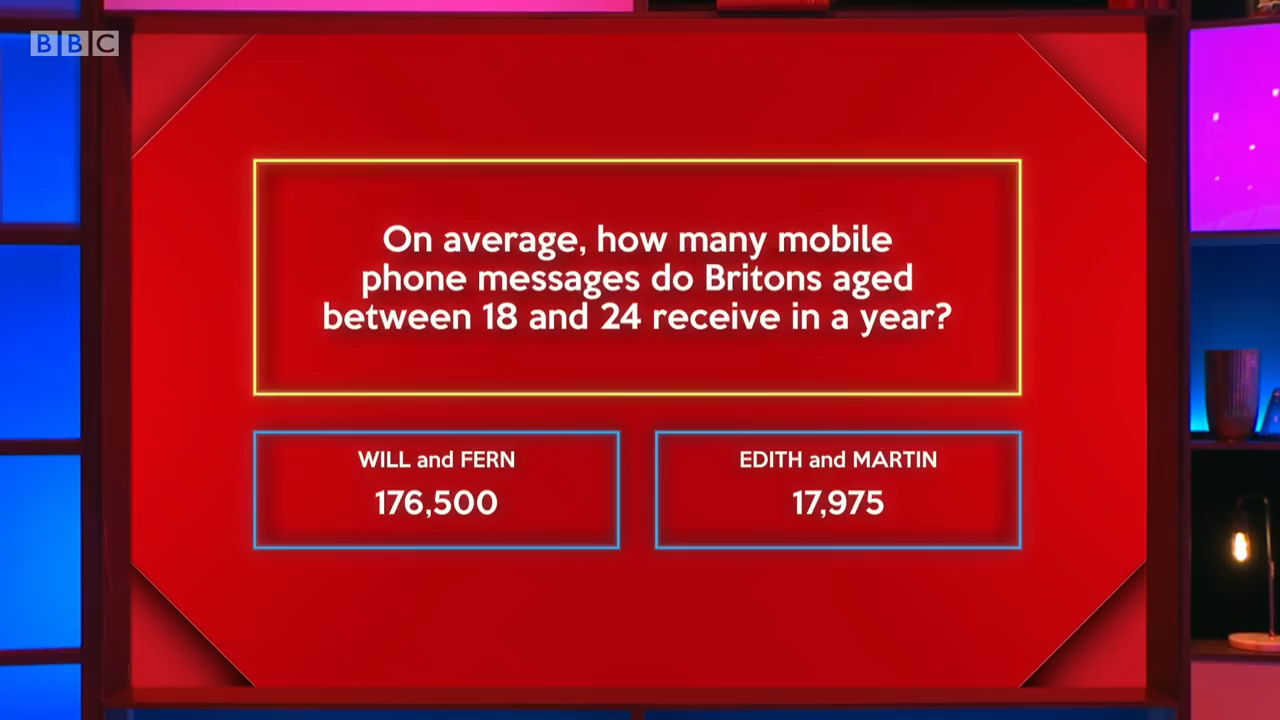 BBC
On average, how many mobile
phone messages do Britons aged
between 18 and 24 receive in a year?
WILL and FERN
176,500
EDITH and MARTIN
17,975